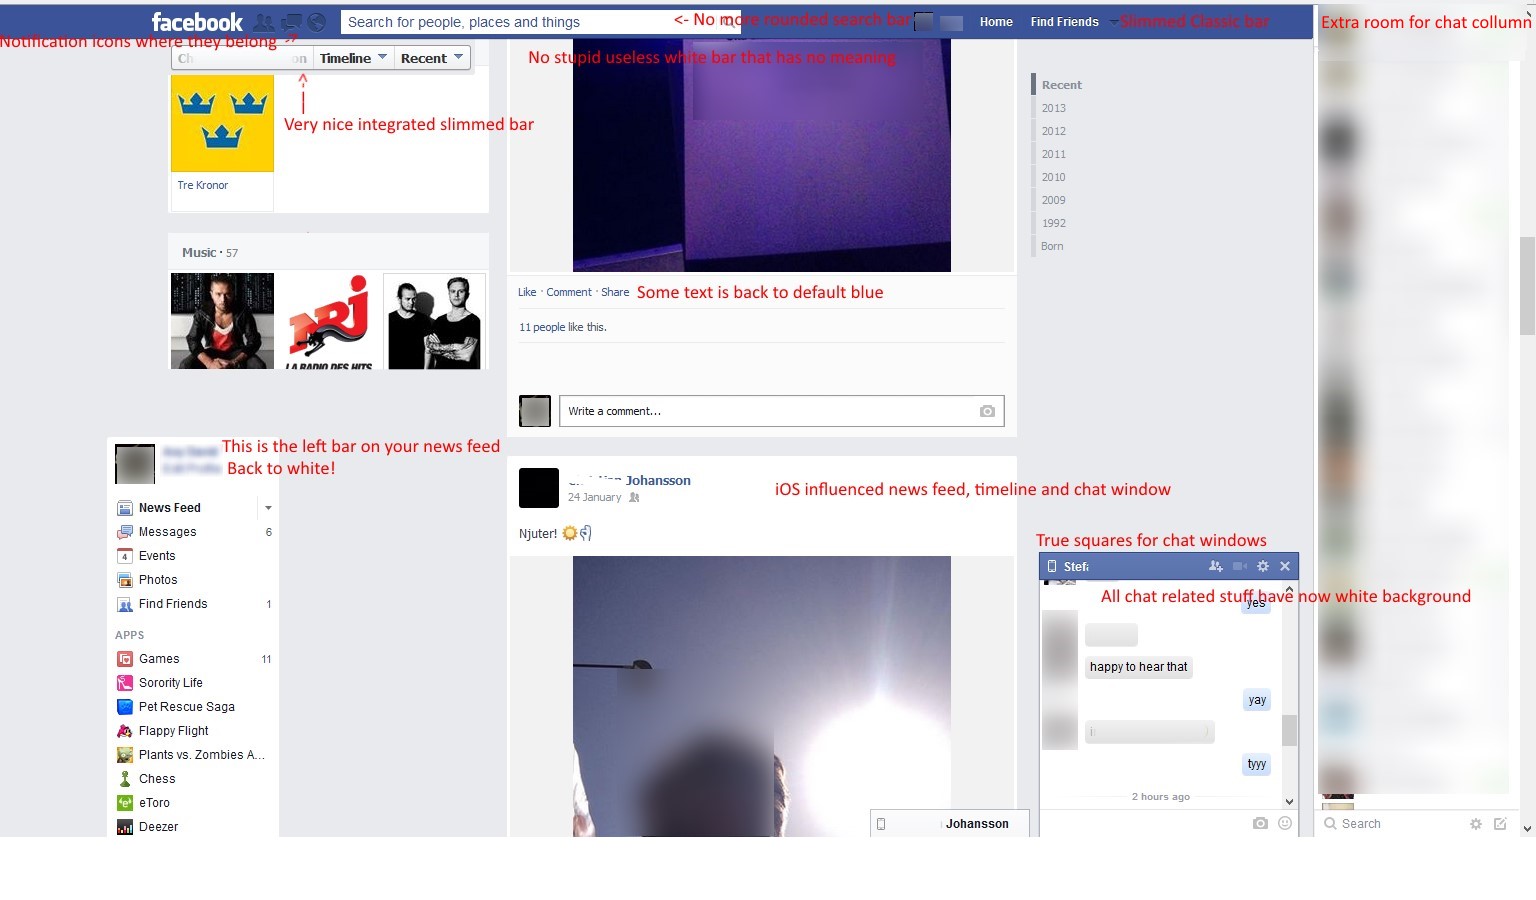 facebook
Search for people, places and things
<- No more rounded search bar
Home
Find Friends
Slimmed Classic bar
Extra room for chat collumn
Notification icons where they belong ->
Timeline
Recent
No stupid useless white bar that has no meaning
Very nice integrated slimmed bar
Tre Kronor
Music · 57
NRJ
LA RADIO DES HITS
Recent
2013
2012
2011
2010
2009
1992
Born
Like · Comment · Share
Some text is back to default blue
11 people like this.
Write a comment...
This is the left bar on your news feed
Back to white!
News Feed
Messages 6
Events
Photos
Find Friends 1
APPS
Games 11
Sorority Life
Pet Rescue Saga
Flappy Flight
Plants vs. Zombies A...
Chess
eToro
Deezer
Johansson
24 January
iOS influenced news feed, timeline and chat window
Njuter!
True squares for chat windows
Stef
All chat related stuff have now white background
yes
happy to hear that
yay
tyyy
2 hours ago
Johansson
Search